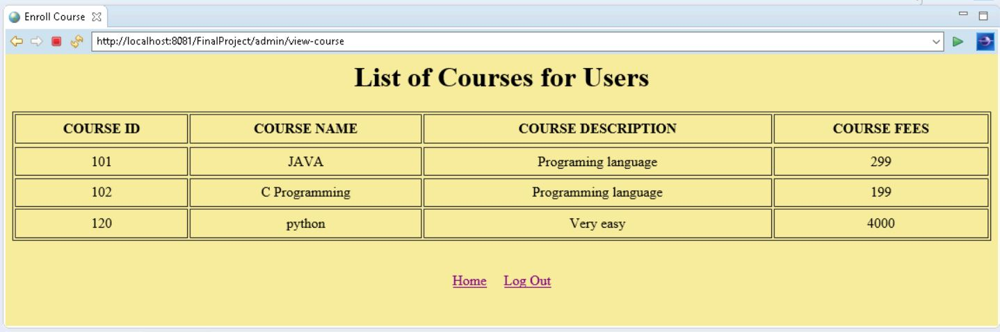 Enroll Course
http://localhost:8081/FinalProject/admin/view-course
List of Courses for Users
COURSE ID COURSE NAME COURSE DESCRIPTION COURSE FEES
101 JAVA Programing language 299
102 C Programming Programming language 199
120 python Very easy 4000
Home Log Out